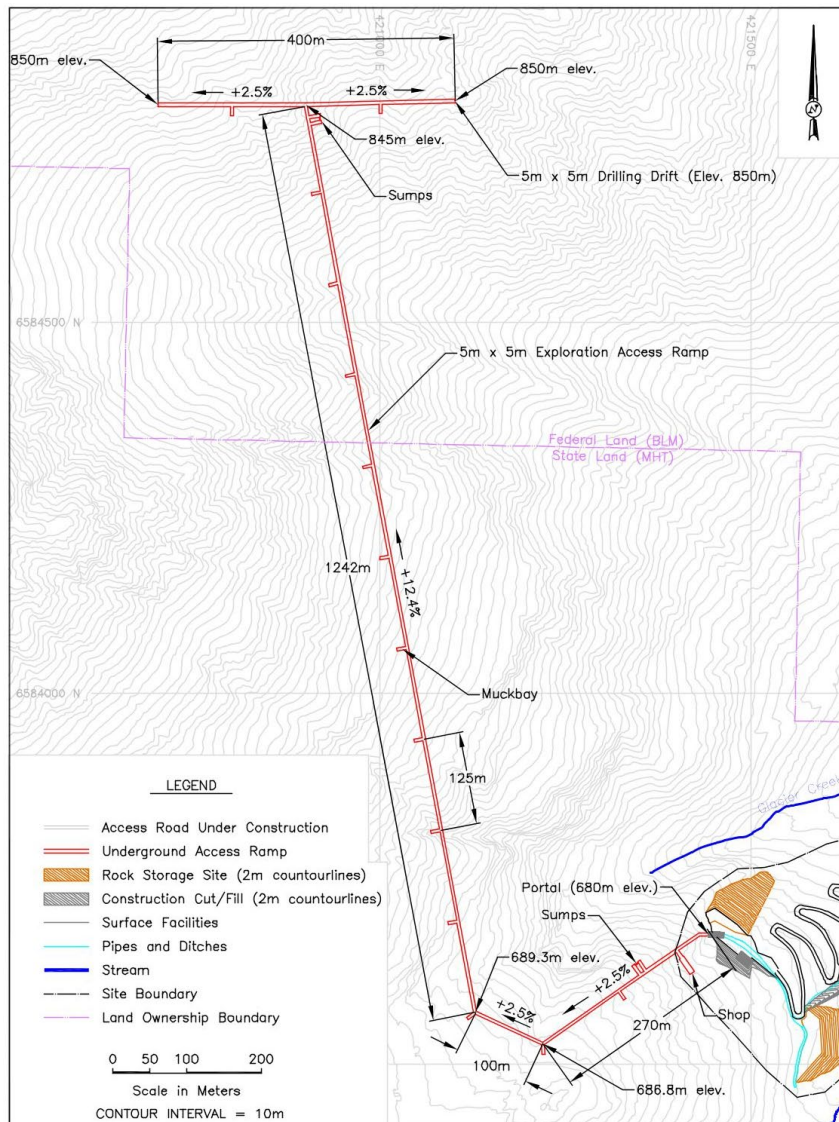 400m
421000 E
421500 E
850m elev.
+2.5%
+2.5%
850m elev.
N
845m elev.
5m x 5m Drilling Drift (Elev. 850m)
Sumps
6584500 N
5m x 5m Exploration Access Ramp
Federal Land (BLM)
State Land (MHT)
1242m
+12.4%
6584000 N
Muckbay
125m
Glacier Creek
Portal (680m elev.)
Sumps
689.3m elev.
+2.5%
+2.5%
Shop
270m
100m
686.8m elev.
LEGEND
Access Road Under Construction
Underground Access Ramp
Rock Storage Site (2m countourlines)
Construction Cut/Fill (2m countourlines)
Surface Facilities
Pipes and Ditches
Stream
Site Boundary
Land Ownership Boundary
0 50 100 200
Scale in Meters
CONTOUR INTERVAL = 10m